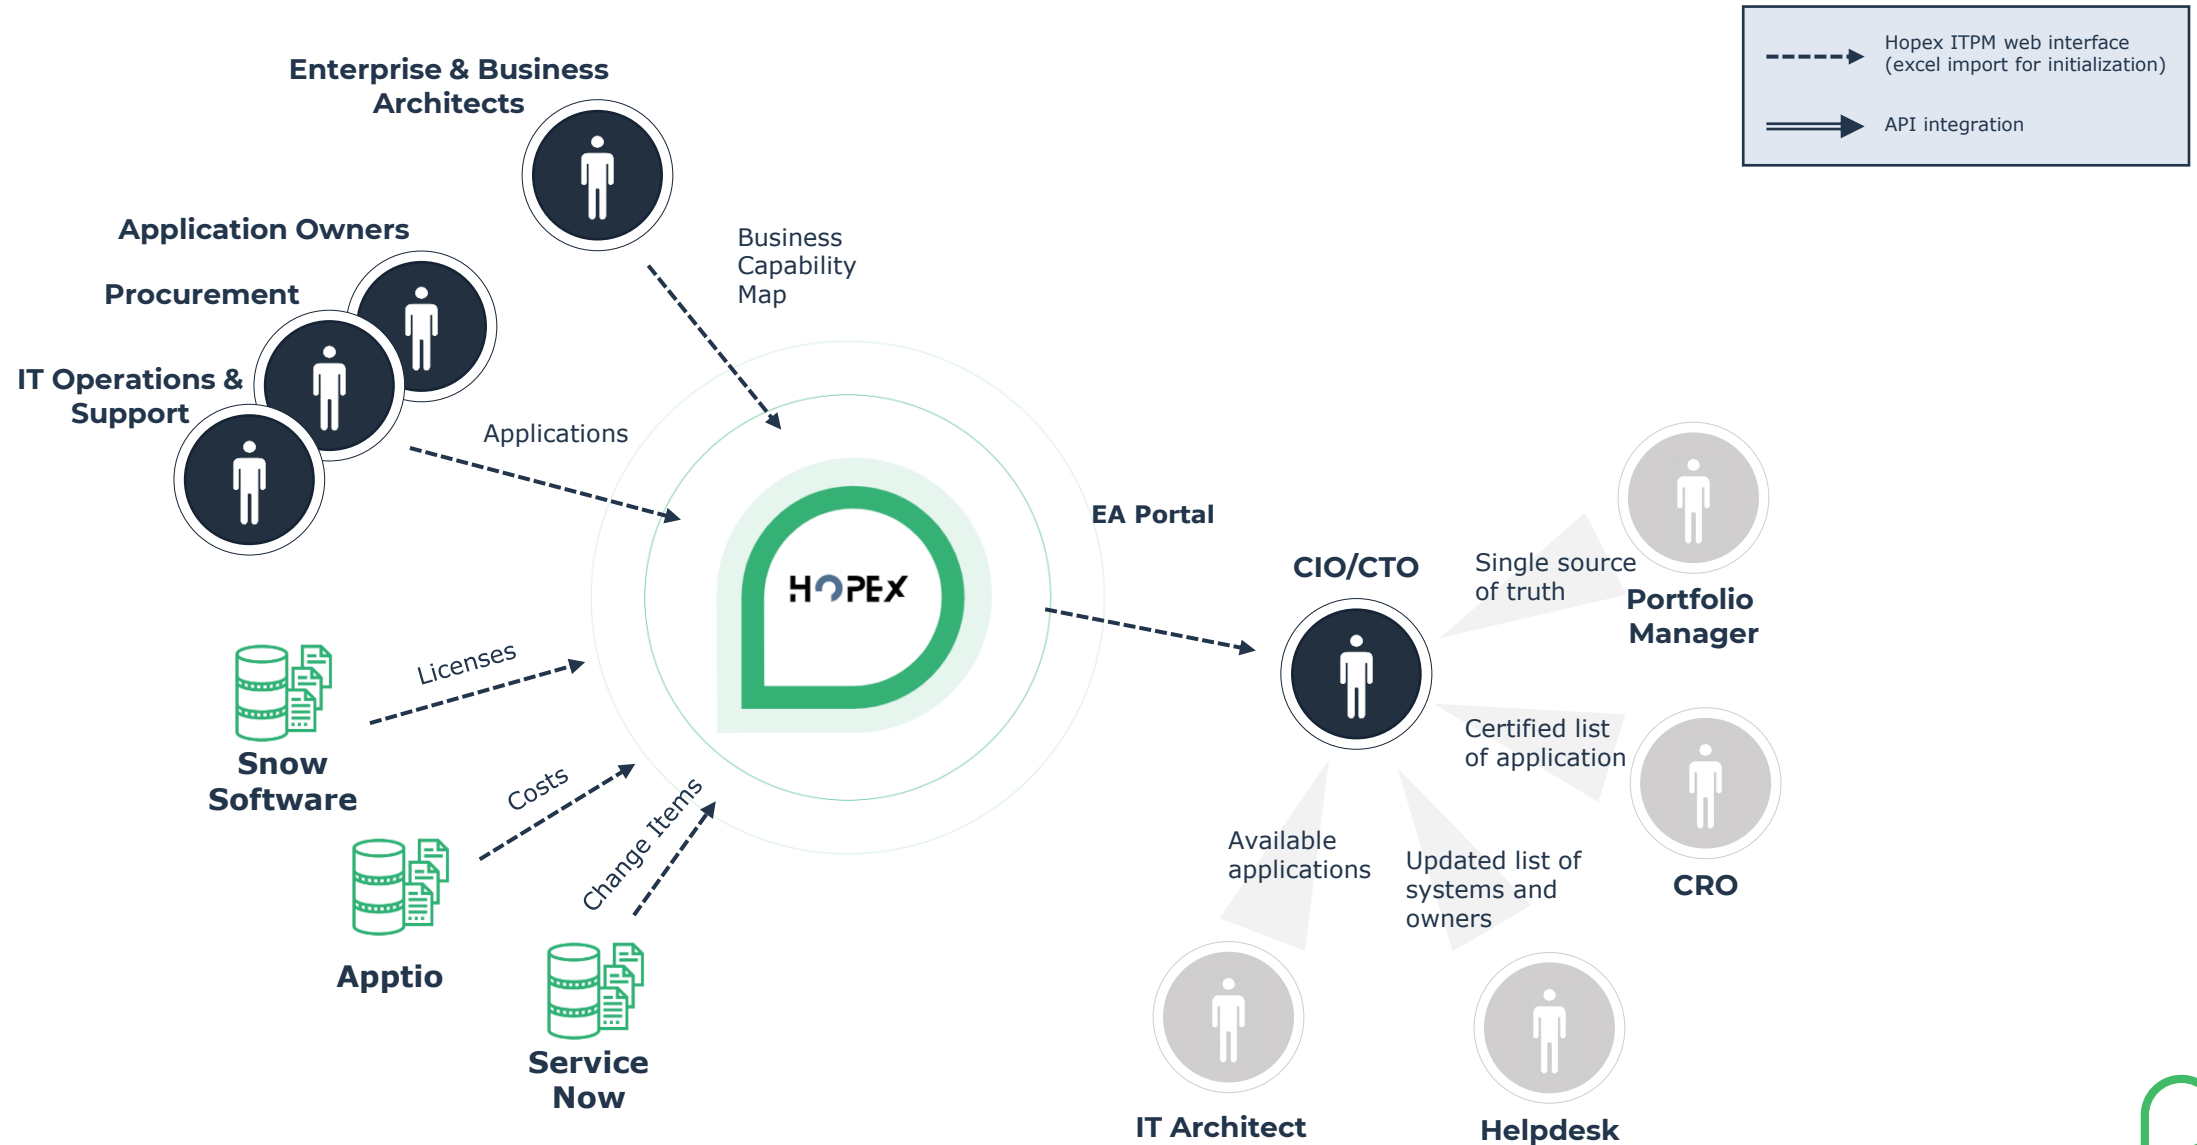 Hopex ITPM web interface
(excel import for initialization)
API integration
Enterprise & Business
Architects
Application Owners
Procurement
IT Operations &
Support
Business
Capability
Map
Applications
HOPEX
EA Portal
CIO/CTO
Single source
of truth
Portfolio
Manager
Licenses
Snow
Software
Costs
Apptio
Change Items
Service
Now
Certified list
of application
CRO
Available
applications
Updated list of
systems and
owners
IT Architect
Helpdesk